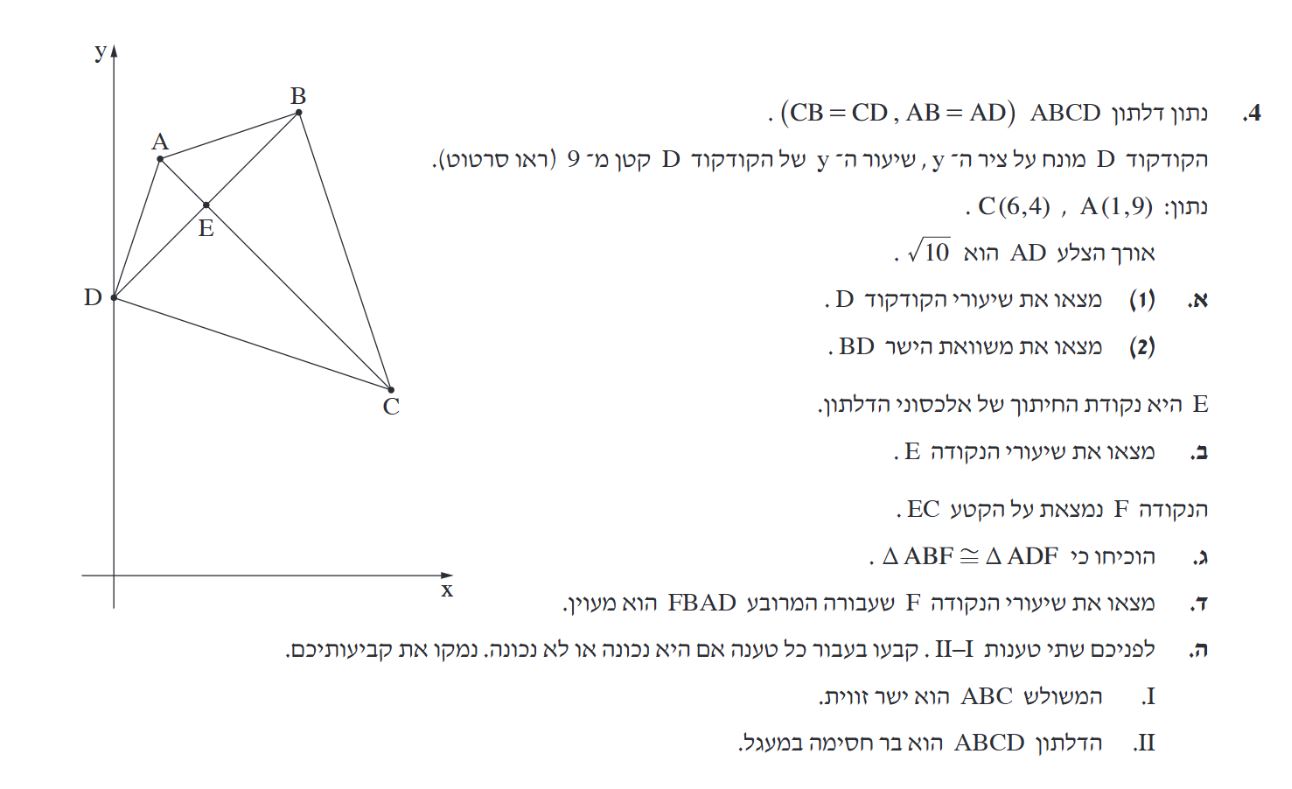 4. נתון דלתון ABCD (CB = CD , AB = AD) .
הקודקוד D מונח על ציר ה־ y , שיעור ה־ y של הקודקוד D קטן מ־ 9 (ראו סרטוט).
נתון: A(1,9) , C(6,4) .
אורך הצלע AD הוא √10 .
א. (1) מצאו את שיעורי הקודקוד D .
(2) מצאו את משוואת הישר BD .
E היא נקודת החיתוך של אלכסוני הדלתון.
ב. מצאו את שיעורי הנקודה E .
הנקודה F נמצאת על הקטע EC .
ג. הוכיחו כי Δ ABF ≅ Δ ADF .
ד. מצאו את שיעורי הנקודה F שעבורה המרובע FBAD הוא מעוין.
ה. לפניכם שתי טענות I–II . קבעו בעבור כל טענה אם היא נכונה או לא נכונה. נמקו את קביעותיכם.
I. המשולש ABC הוא ישר זווית.
II. הדלתון ABCD הוא בר חסימה במעגל.
y
B
A
E
D
C
x